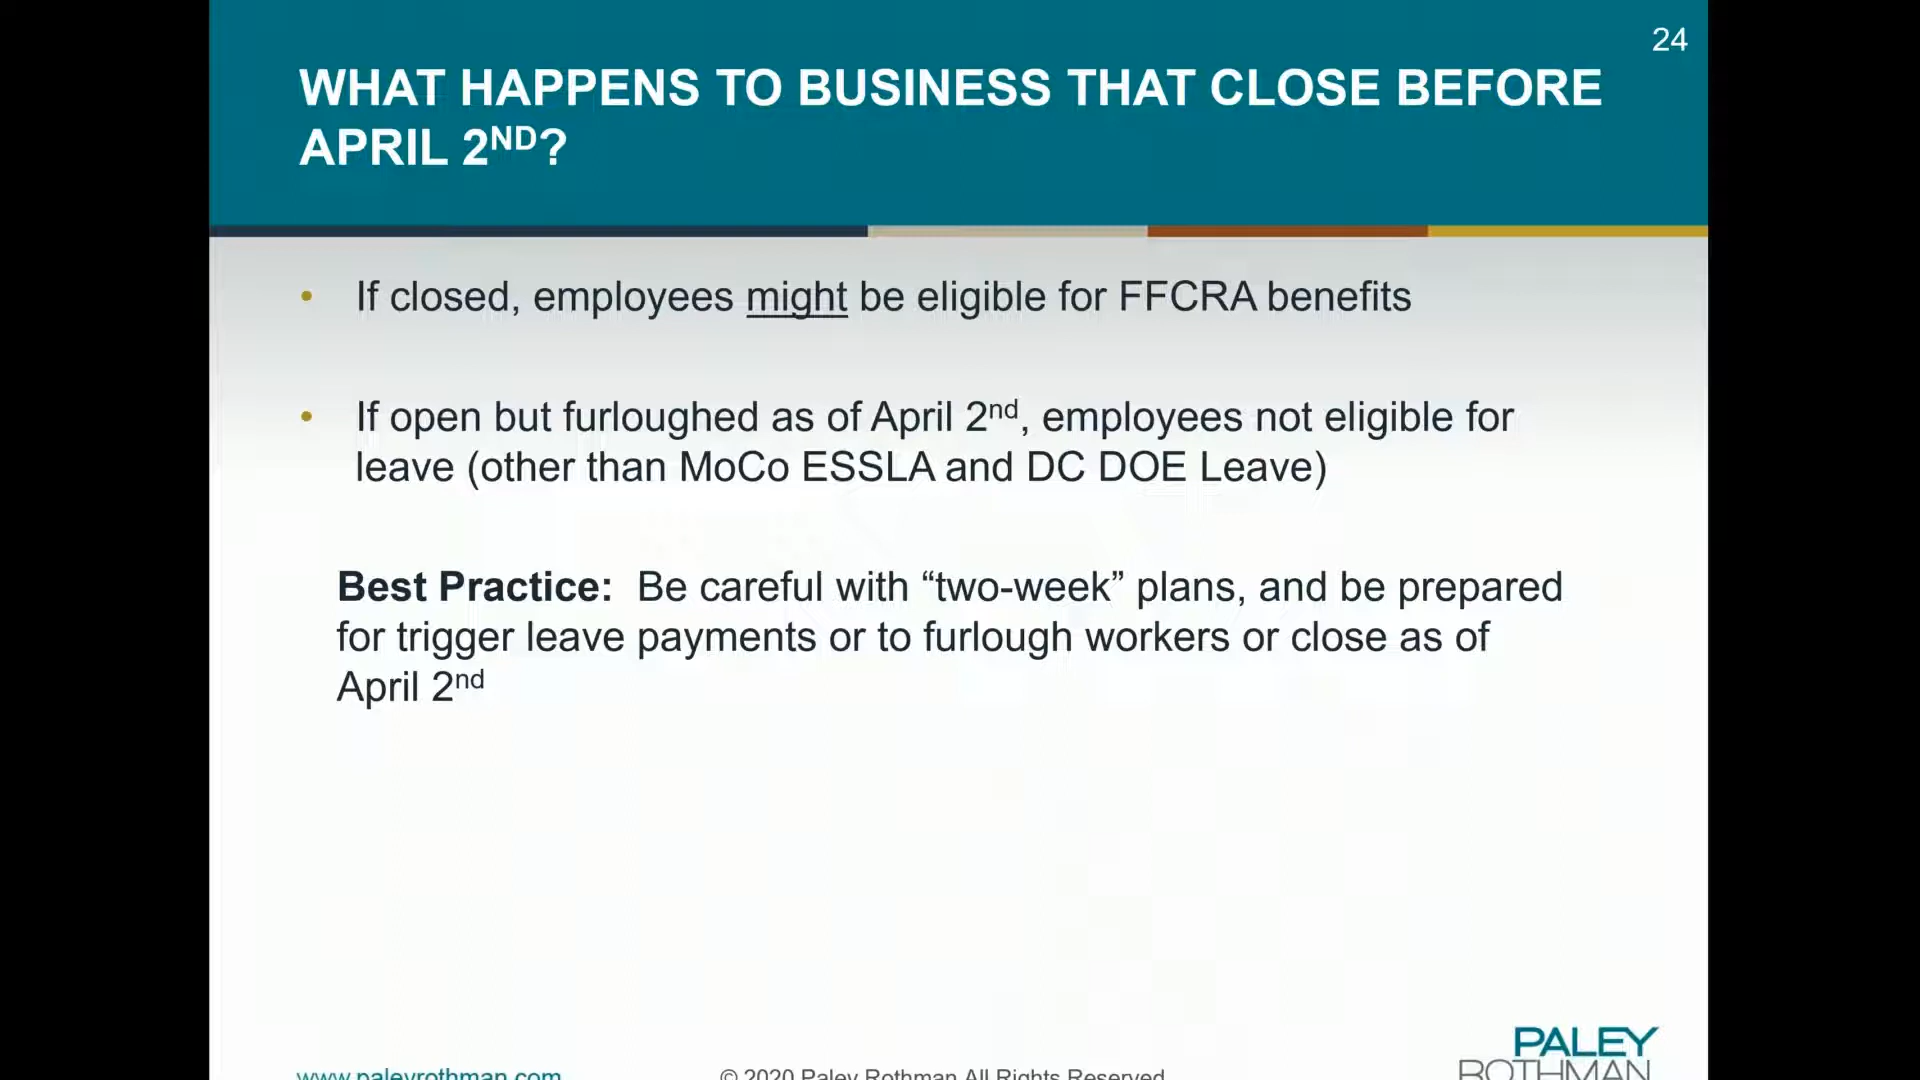 24
WHAT HAPPENS TO BUSINESS THAT CLOSE BEFORE
APRIL 2ND?
• If closed, employees might be eligible for FFCRA benefits
• If open but furloughed as of April 2nd, employees not eligible for
leave (other than MoCo ESSLA and DC DOE Leave)
Best Practice: Be careful with “two-week” plans, and be prepared
for trigger leave payments or to furlough workers or close as of
April 2nd
PALEY
ROTHMAN
www.paleyrothman.com
© 2020 Paley Rothman All Rights Reserved